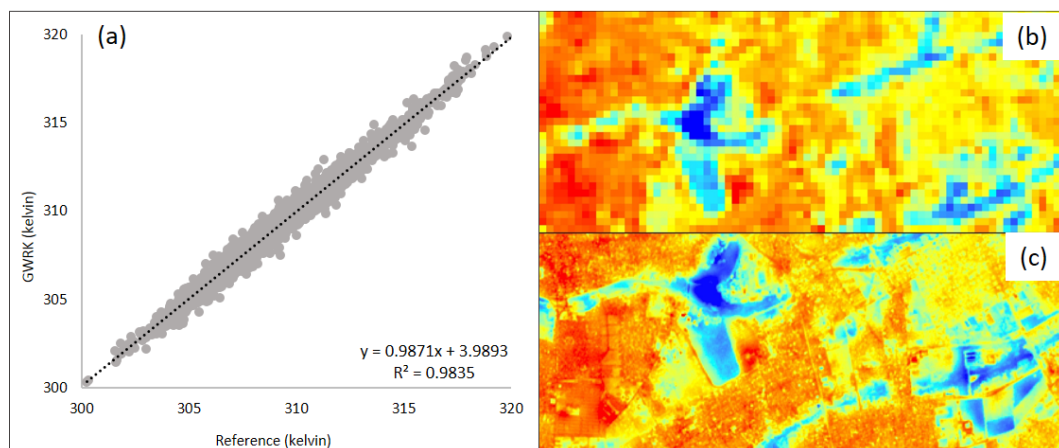 (a)
320
315
310
305
300
GWRK (kelvin)
y = 0.9871x + 3.9893
R² = 0.9835
300
305
310
315
320
Reference (kelvin)
(b)
(c)